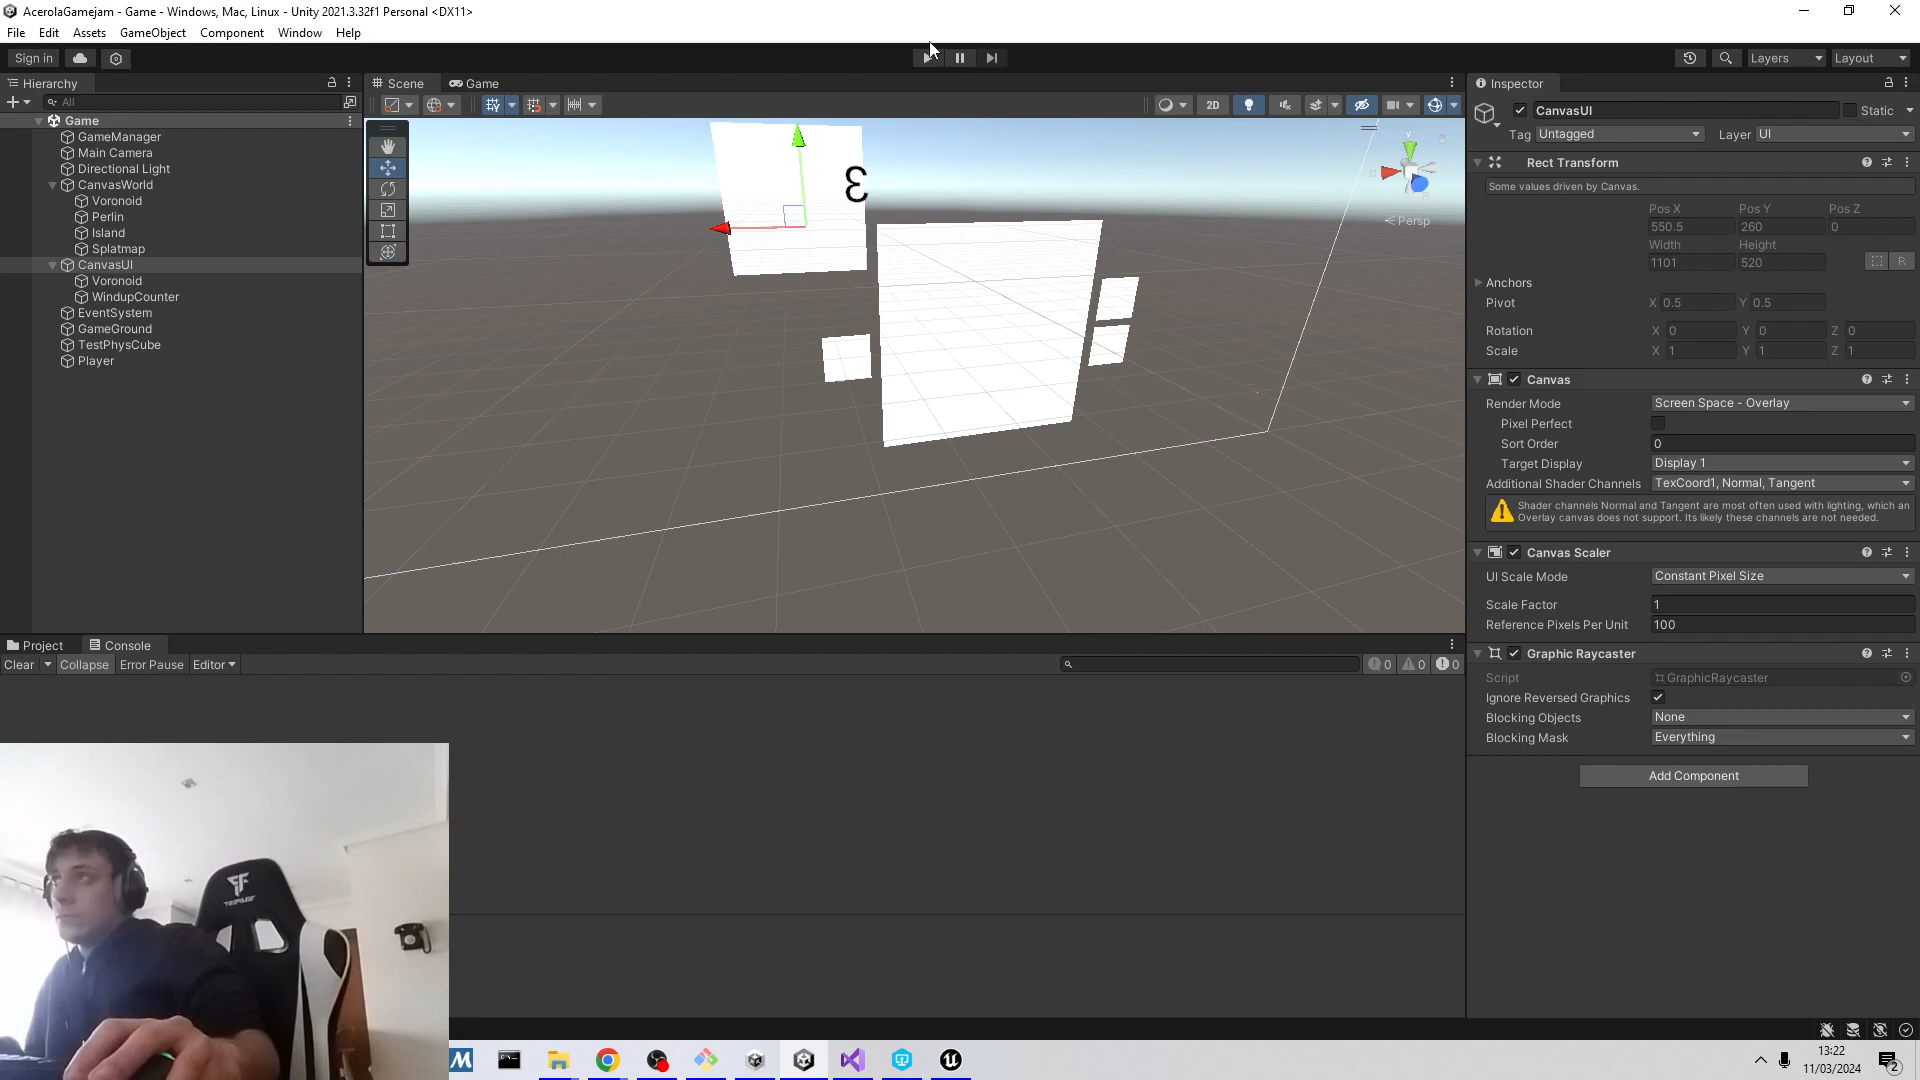 AcerolaGamejam - Game - Windows, Mac, Linux - Unity 2021.3.32f1 Personal <DX11>
File Edit Assets GameObject Component Window Help
Sign in Layers Layout
Hierarchy Scene Game Inspector
All
Game
GameManager
Main Camera
Directional Light
CanvasWorld
Voronoid
Perlin
Island
Splatmap
CanvasUI
Voronoid
WindupCounter
EventSystem
GameGround
TestPhysCube
Player
2D
3
y
Persp
CanvasUI Static
Tag Untagged Layer UI
Rect Transform
Some values driven by Canvas.
Pos X Pos Y Pos Z
550.5 260 0
Width Height
1101 520 R
Anchors
Pivot X 0.5 Y 0.5
Rotation X 0 Y 0 Z 0
Scale X 1 Y 1 Z 1
Canvas
Render Mode Screen Space - Overlay
Pixel Perfect
Sort Order 0
Target Display Display 1
Additional Shader Channels TexCoord1, Normal, Tangent
Shader channels Normal and Tangent are most often used with lighting, which an
Overlay canvas does not support. Its likely these channels are not needed.
Canvas Scaler
UI Scale Mode Constant Pixel Size
Scale Factor 1
Reference Pixels Per Unit 100
Graphic Raycaster
Script GraphicRaycaster
Ignore Reversed Graphics
Blocking Objects None
Blocking Mask Everything
Add Component
Project Console
Clear Collapse Error Pause Editor 0 0 0
13:22
11/03/2024
2